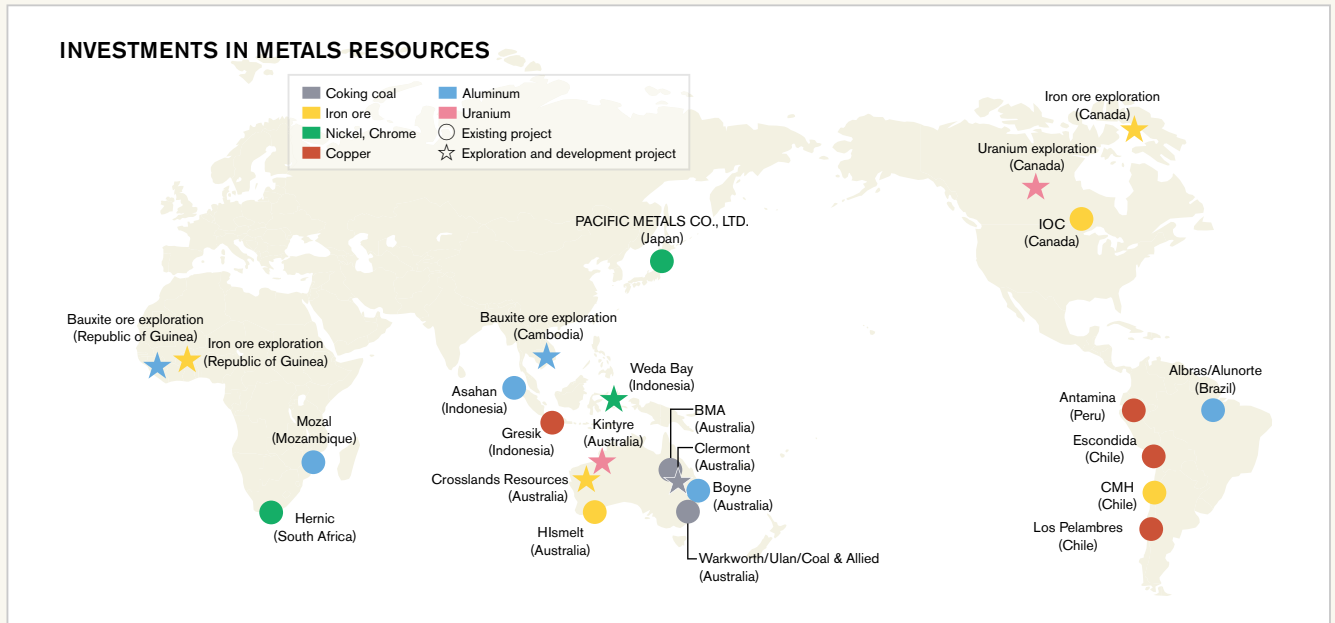 INVESTMENTS IN METALS RESOURCES
Coking coal
Iron ore
Nickel, Chrome
Copper
Aluminum
Uranium
Existing project
Exploration and development project
Iron ore exploration
(Canada)
Uranium exploration
(Canada)
IOC
(Canada)
PACIFIC METALS CO., LTD.
(Japan)
Bauxite ore exploration
(Republic of Guinea)
Iron ore exploration
(Republic of Guinea)
Bauxite ore exploration
(Cambodia)
Weda Bay
(Indonesia)
Asahan
(Indonesia)
Gresik
(Indonesia)
Kintyre
(Australia)
BMA
(Australia)
Clermont
(Australia)
Mozal
(Mozambique)
Crosslands Resources
(Australia)
Boyne
(Australia)
Hernic
(South Africa)
HIsmelt
(Australia)
Warkworth/Ulan/Coal & Allied
(Australia)
Albras/Alunorte
(Brazil)
Antamina
(Peru)
Escondida
(Chile)
CMH
(Chile)
Los Pelambres
(Chile)